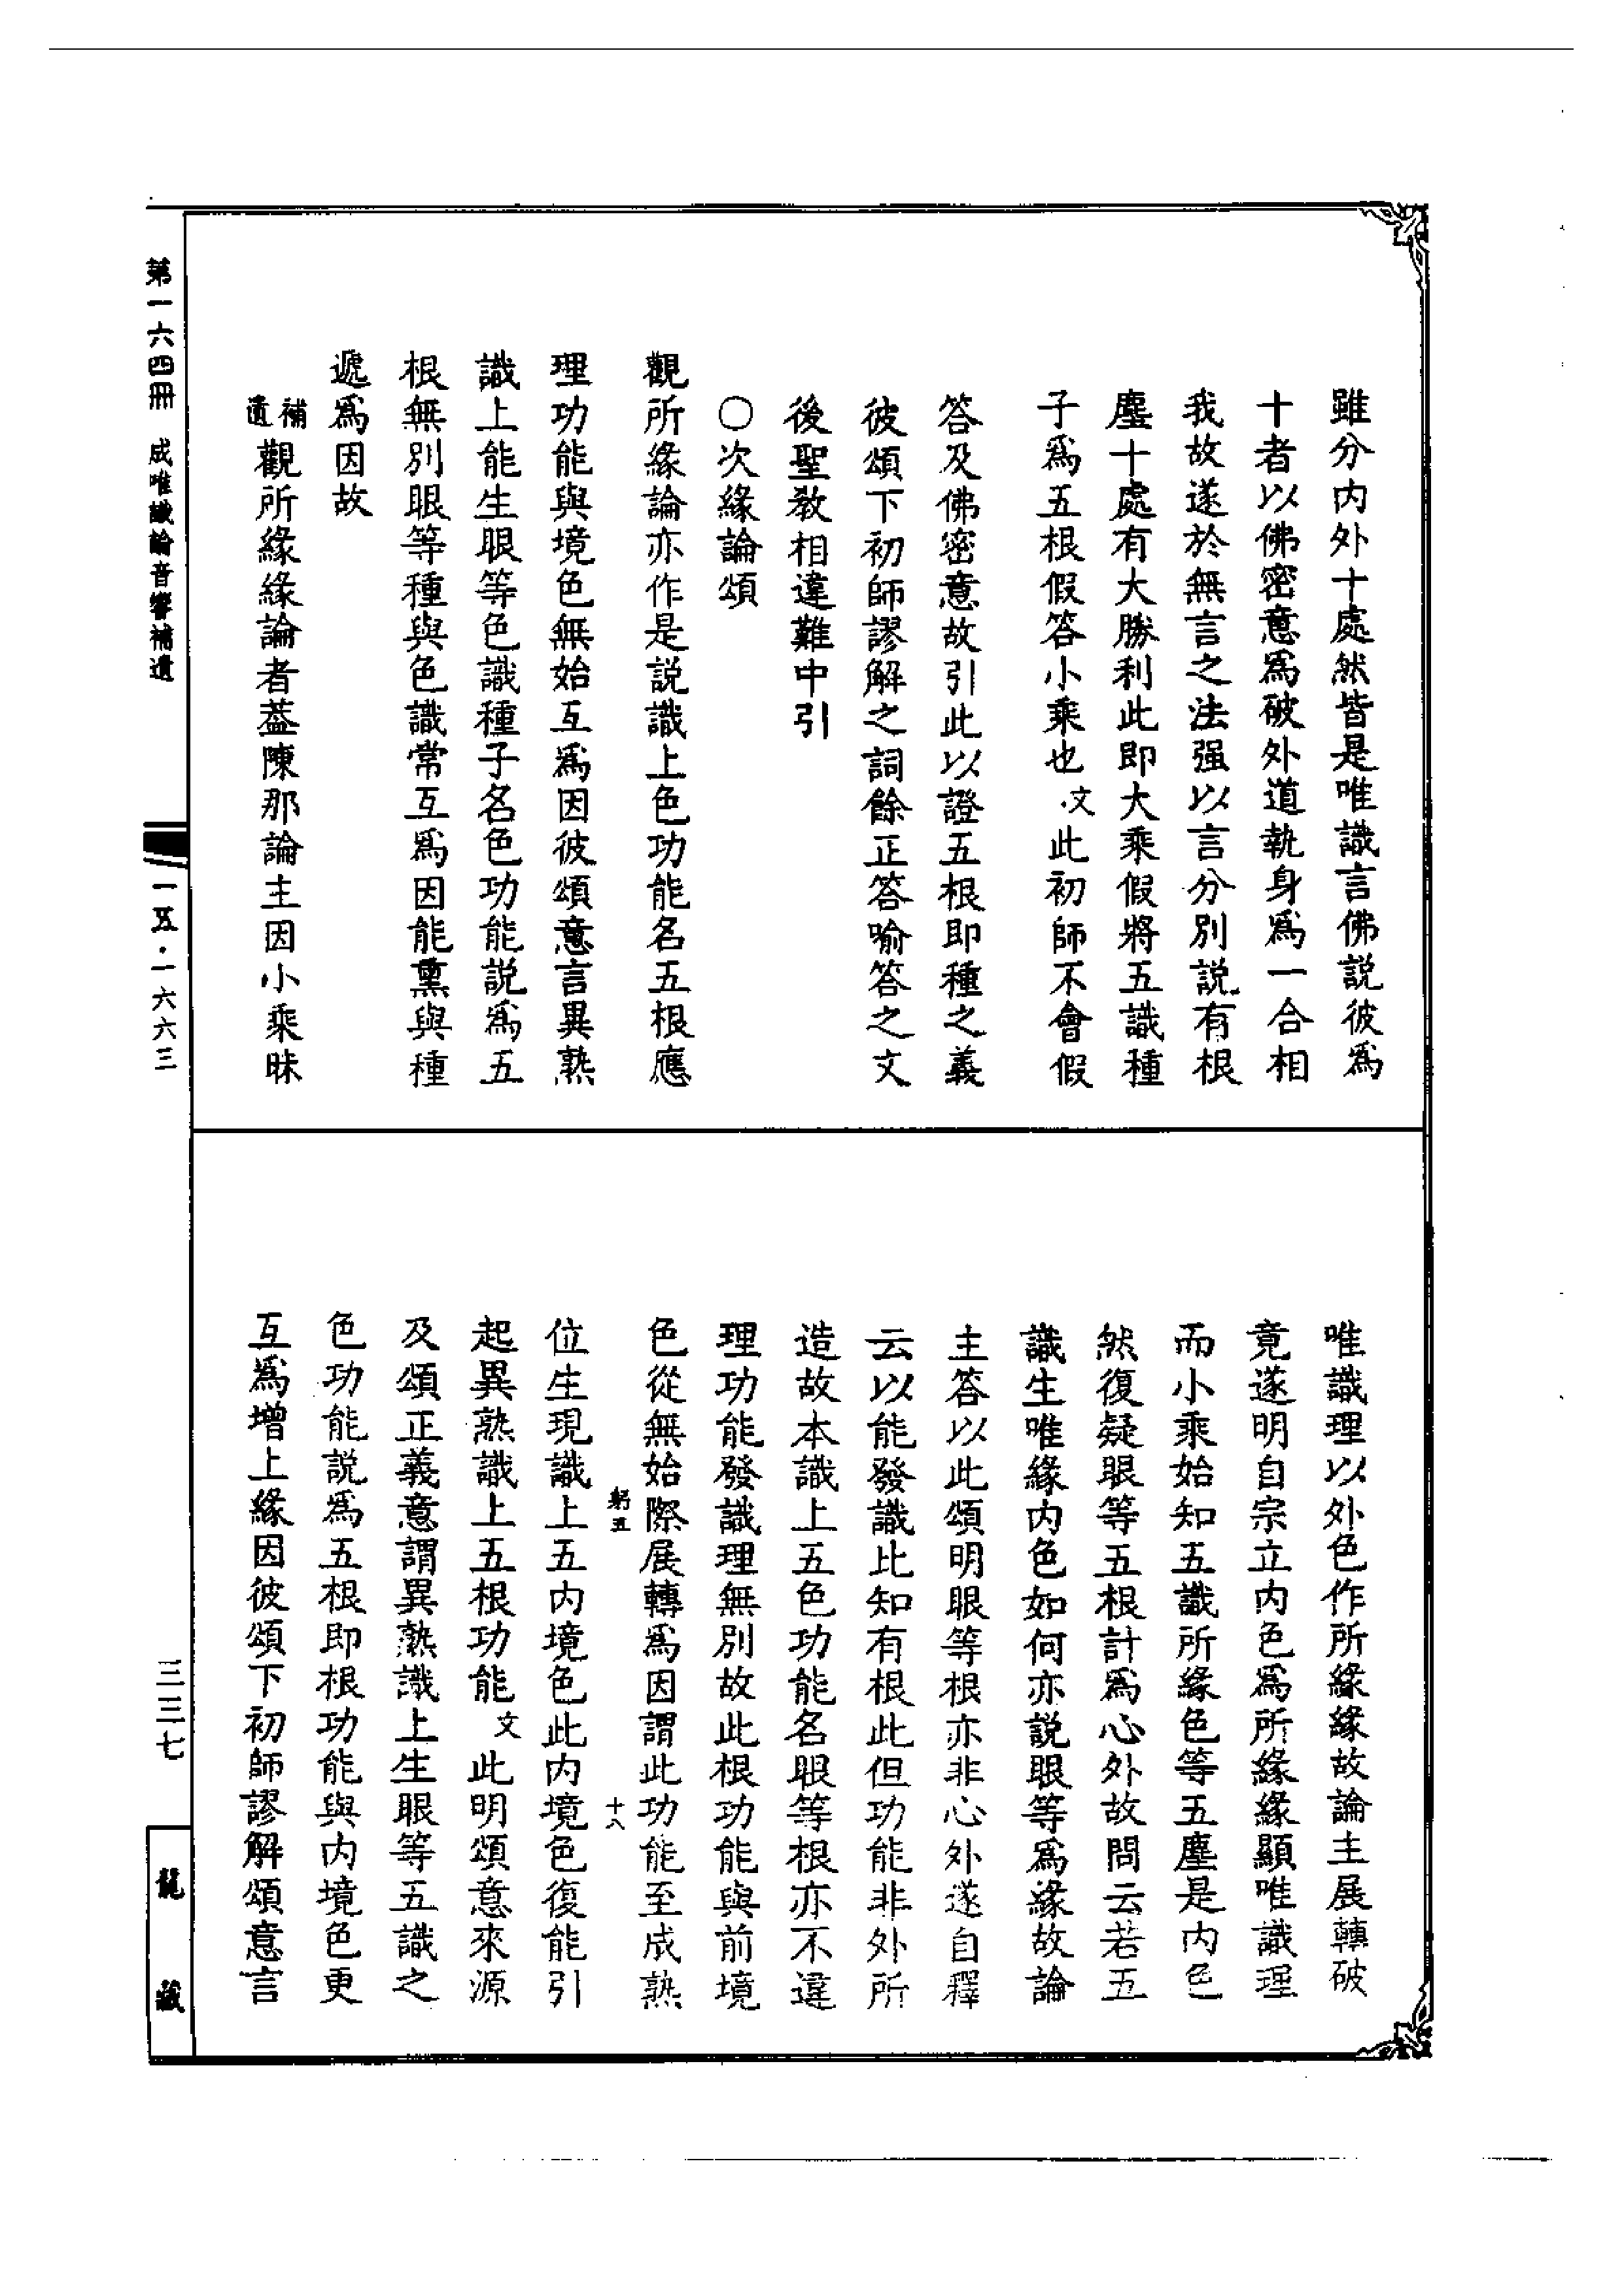 雖分内外十處然皆是唯識言佛説彼爲
十者以佛密意爲破外道執身爲一合相
我故遂於無言之法强以言分別説有根
塵十處有大勝利此即大乘假將五識種
子爲五根假答小乘也文此初師不會假
答及佛密意故引此以證五根即種之義
彼頌下初師謬解之詞餘正答喻答之文
後聖教相違難中引
○次緣論頌
觀所緣論亦作是説識上色功能名五根應
理功能與境色無始互爲因彼頌意言異熟
識上能生眼等色識種子名色功能説爲五
根無別眼等種與色識常互爲因能熏與種
遞爲因故
補遺觀所緣緣論者葢陳那論主因小乘昧
唯識理以外色作所緣緣故論主展轉破
竟遂明自宗立内色爲所緣緣顯唯識理
而小乘始知五識所緣色等五塵是内色
然復疑眼等五根計爲心外故問云若五
識生唯緣内色如何亦説眼等爲緣故論
主答以此頌明眼等根亦非心外遂自釋
云以能發識比知有根此但功能非外所
造故本識上五色功能名眼等根亦不違
理功能發識理無別故此根功能與前境
色從無始際展轉爲因謂此功能至成熟
躬五
十六
位生現識上五内境色此内境色復能引
起異熟識上五根功能文此明頌意來源
及頌正義意謂異熟識上生眼等五識之
色功能説爲五根即根功能與内境色更
互爲增上緣因彼頌下初師謬解頌意言
第一六四冊 成唯識論音響補遺
一五·一六六三
三三七
龍藏